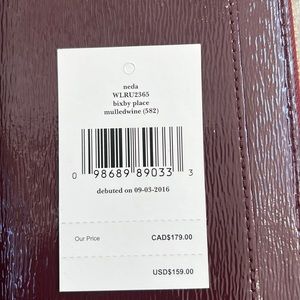 neda
WLRU2365
bixby place
mulledwine (582)
0 98689 89033 3
debuted on 09-03-2016
Our Price CAD$179.00
USD$159.00